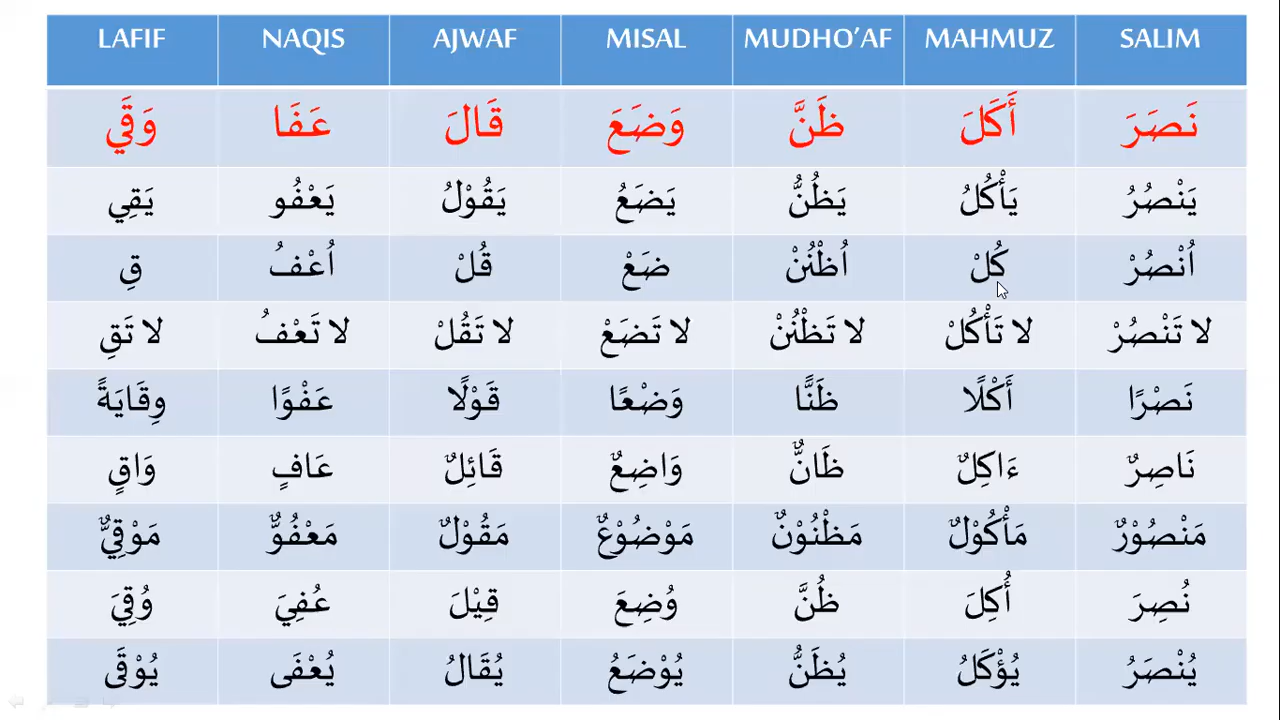 LAFIF NAQIS AJWAF MISAL MUDHO'AF MAHMUZ SALIM
نَصَرَ أَكَلَ ظَنَّ وَضَعَ قَالَ عَفَا وَقَي
يَنْصُرُ يَأْكُلُ يَظُنُّ يَضَعُ يَقُوْلُ يَعْفُو يَقِي
اُنْصُرْ كُلْ اُظْنُنْ ضَعْ قُلْ اُعْفُ قِ
لا تَنْصُرْ لا تَأْكُلْ لا تَظْنُنْ لا تَضَعْ لا تَقُلْ لا تَعْفُ لا تَقِ
نَصْرًا أَكْلًا ظَنًّا وَضْعًا قَوْلًا عَفْوًا وِقَايَةً
نَاصِرٌ ءَاكِلٌ ظَانٌّ وَاضِعٌ قَائِلٌ عَافٍ وَاقٍ
مَنْصُوْرٌ مَأْكُوْلٌ مَظْنُوْنٌ مَوْضُوْعٌ مَقُوْلٌ مَعْفُوٌّ مَوْقِيٌّ
نُصِرَ أُكِلَ ظُنَّ وُضِعَ قِيْلَ عُفِيَ وُقِيَ
يُنْصَرُ يُؤْكَلُ يُظَنُّ يُوْضَعُ يُقَالُ يُعْفَى يُوْقَى